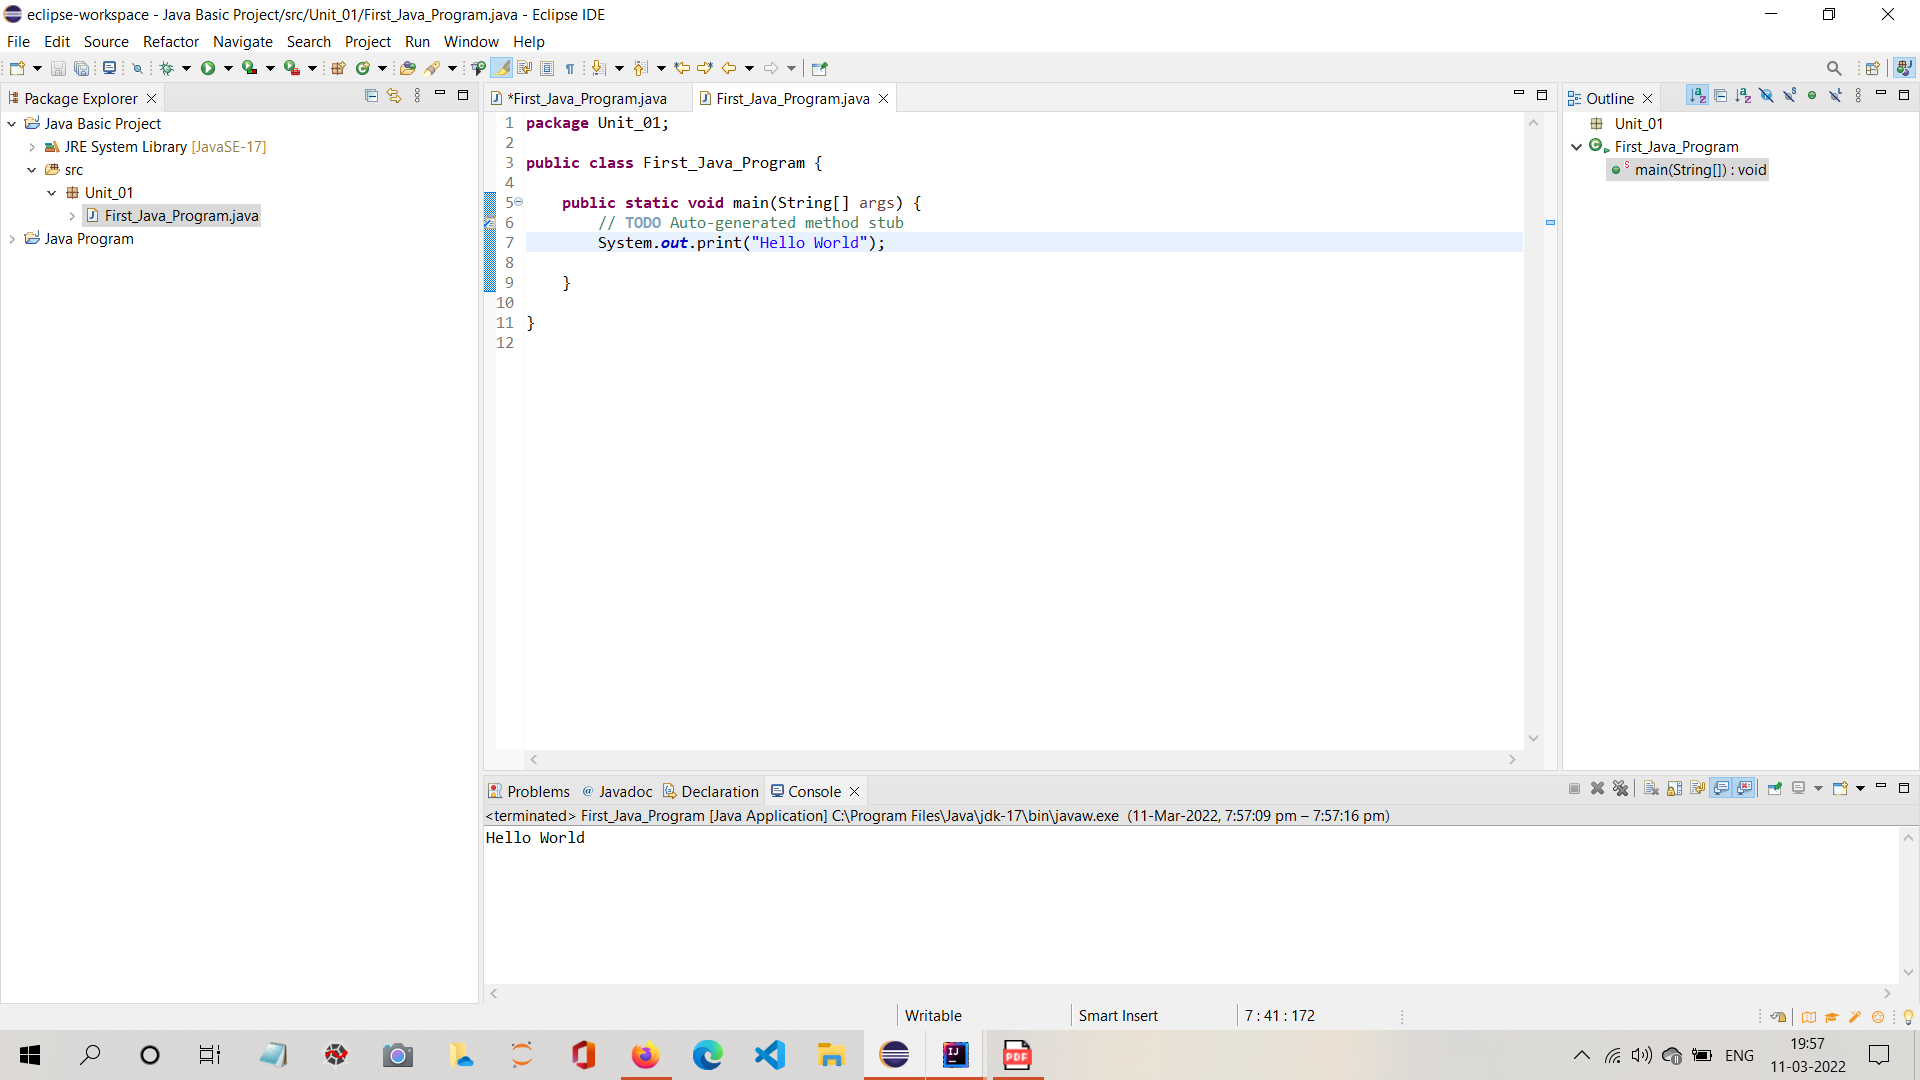 eclipse-workspace - Java Basic Project/src/Unit_01/First_Java_Program.java - Eclipse IDE
File Edit Source Refactor Navigate Search Project Run Window Help
Package Explorer
Java Basic Project
JRE System Library [JavaSE-17]
src
Unit_01
First_Java_Program.java
Java Program
*First_Java_Program.java First_Java_Program.java
1 package Unit_01;
2
3 public class First_Java_Program {
4
5 public static void main(String[] args) {
6 // TODO Auto-generated method stub
7 System.out.print("Hello World");
8
9 }
10
11 }
12
Outline
Unit_01
First_Java_Program
main(String[]) : void
Problems Javadoc Declaration Console
<terminated> First_Java_Program [Java Application] C:\Program Files\Java\jdk-17\bin\javaw.exe (11-Mar-2022, 7:57:09 pm – 7:57:16 pm)
Hello World
Writable Smart Insert 7 : 41 : 172
IJ
PDF
ENG
19:57
11-03-2022